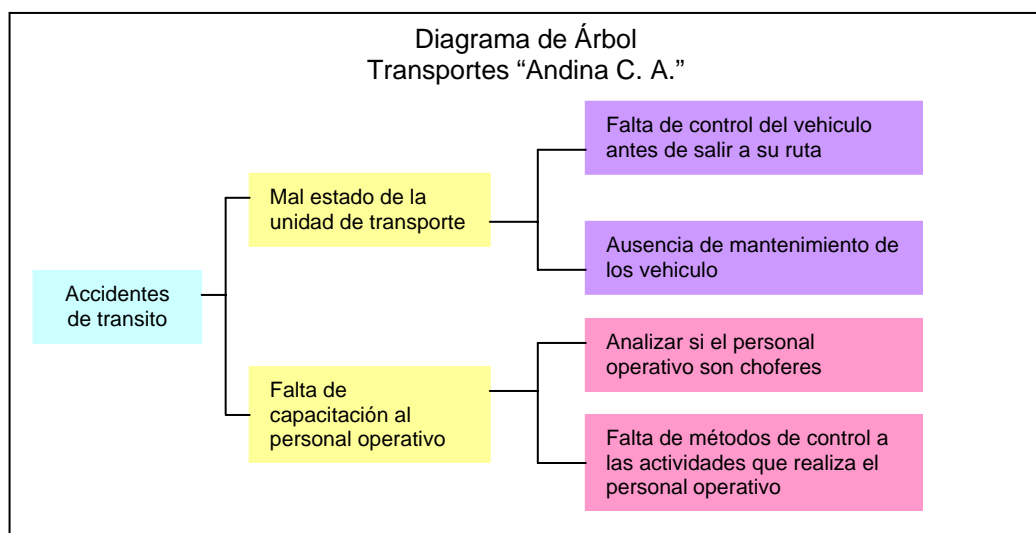 Diagrama de Árbol
Transportes “Andina C. A.”
Falta de control del vehiculo
antes de salir a su ruta
Mal estado de la
unidad de transporte
Ausencia de mantenimiento de
los vehiculo
Accidentes
de transito
Analizar si el personal
operativo son choferes
Falta de
capacitación al
personal operativo
Falta de métodos de control a
las actividades que realiza el
personal operativo